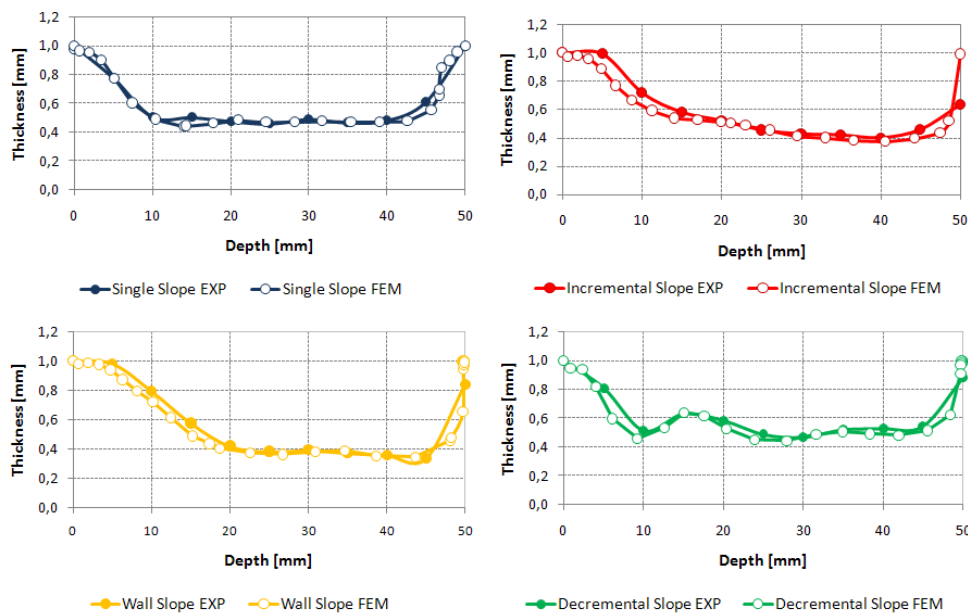 1,2
1,0
0,8
0,6
0,4
0,2
0,0
Thickness [mm]
0 10 20 30 40 50
Depth [mm]
Single Slope EXP Single Slope FEM
1,2
1,0
0,8
0,6
0,4
0,2
0,0
Thickness [mm]
0 10 20 30 40 50
Depth [mm]
Incremental Slope EXP Incremental Slope FEM
1,2
1,0
0,8
0,6
0,4
0,2
0,0
Thickness [mm]
0 10 20 30 40 50
Depth [mm]
Wall Slope EXP Wall Slope FEM
1,2
1,0
0,8
0,6
0,4
0,2
0,0
Thickness [mm]
0 10 20 30 40 50
Depth [mm]
Decremental Slope EXP Decremental Slope FEM